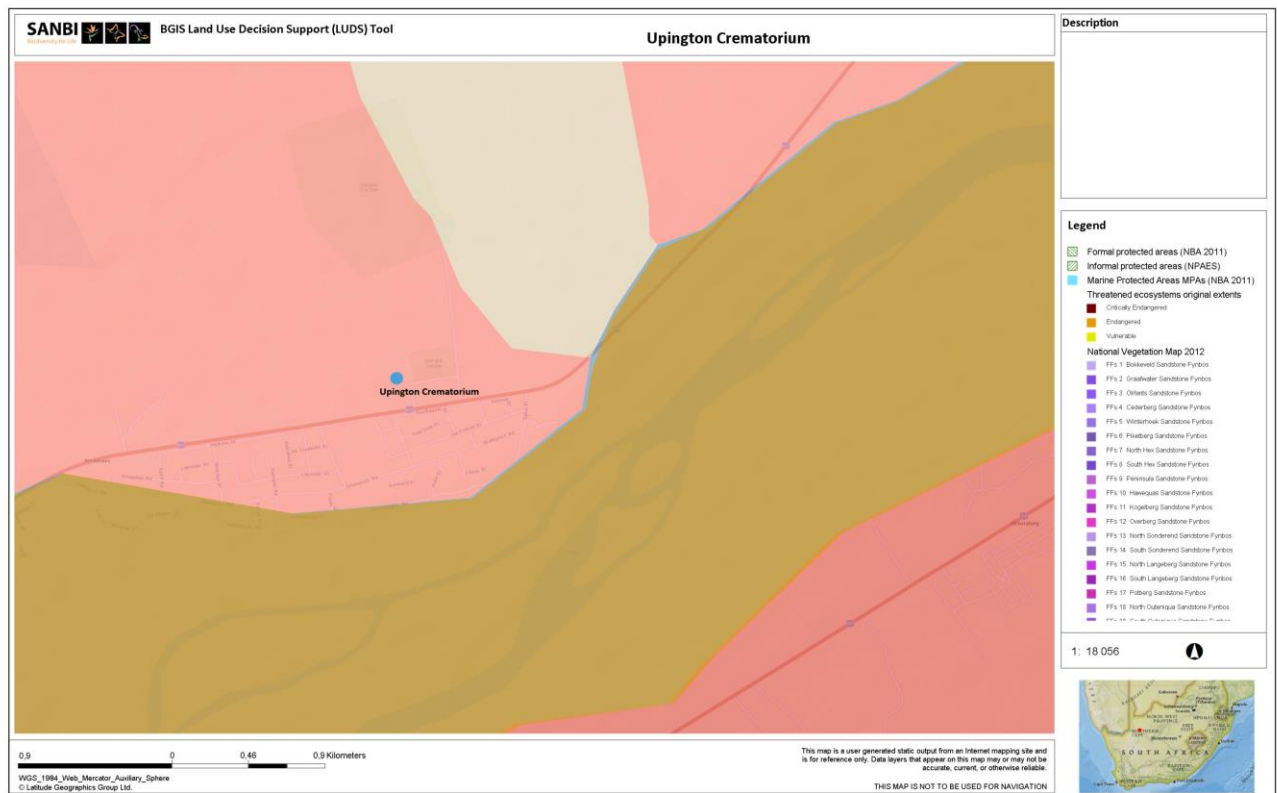 SANBI
Biodiversity for Life
BGIS Land Use Decision Support (LUDS) Tool
Upington Crematorium
Upington Crematorium
Description
Legend
Formal protected areas (NBA 2011)
Informal protected areas (NPAES)
Marine Protected Areas MPAs (NBA 2011)
Threatened ecosystems original extents
Critically Endangered
Endangered
Vulnerable
National Vegetation Map 2012
FFs 1 Bokkeveld Sandstone Fynbos
FFs 2 Graafwater Sandstone Fynbos
FFs 3 Olifants Sandstone Fynbos
FFs 4 Cederberg Sandstone Fynbos
FFs 5 Winterhoek Sandstone Fynbos
FFs 6 Piketberg Sandstone Fynbos
FFs 7 North Hex Sandstone Fynbos
FFs 8 South Hex Sandstone Fynbos
FFs 9 Peninsula Sandstone Fynbos
FFs 10 Hawequas Sandstone Fynbos
FFs 11 Kogelberg Sandstone Fynbos
FFs 12 Overberg Sandstone Fynbos
FFs 13 North Sonderend Sandstone Fynbos
FFs 14 South Sonderend Sandstone Fynbos
FFs 15 North Langeberg Sandstone Fynbos
FFs 16 South Langeberg Sandstone Fynbos
FFs 17 Potberg Sandstone Fynbos
FFs 18 North Outeniqua Sandstone Fynbos
1: 18 056
SOUTH AFRICA
0,9 0 0,46 0,9 Kilometers
WGS_1984_Web_Mercator_Auxiliary_Sphere
© Latitude Geographics Group Ltd.
This map is a user generated static output from an Internet mapping site and
is for reference only. Data layers that appear on this map may or may not be
accurate, current, or otherwise reliable.
THIS MAP IS NOT TO BE USED FOR NAVIGATION